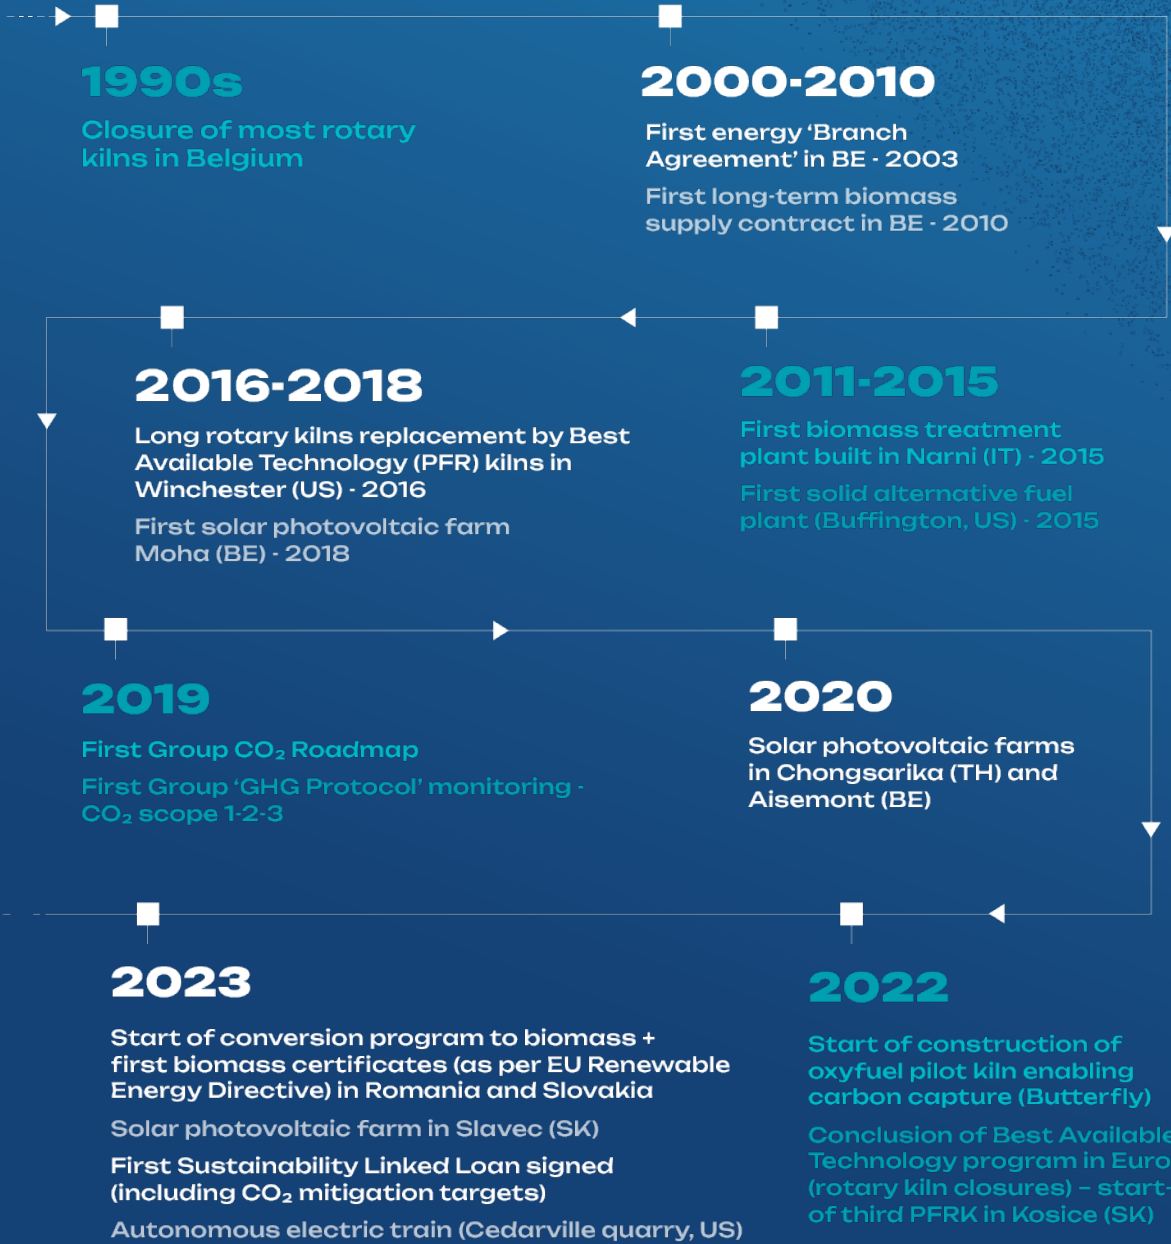 1990s
Closure of most rotary
kilns in Belgium
2000-2010
First energy ‘Branch
Agreement’ in BE - 2003
First long-term biomass
supply contract in BE - 2010
2011-2015
First biomass treatment
plant built in Narni (IT) - 2015
First solid alternative fuel
plant (Buffington, US) - 2015
2016-2018
Long rotary kilns replacement by Best
Available Technology (PFR) kilns in
Winchester (US) - 2016
First solar photovoltaic farm
Moha (BE) - 2018
2019
First Group CO₂ Roadmap
First Group ‘GHG Protocol’ monitoring -
CO₂ scope 1-2-3
2020
Solar photovoltaic farms
in Chongsarika (TH) and
Aisemont (BE)
2022
Start of construction of
oxyfuel pilot kiln enabling
carbon capture (Butterfly)
Conclusion of Best Available
Technology program in Euro
(rotary kiln closures) – start-
of third PFRK in Kosice (SK)
2023
Start of conversion program to biomass +
first biomass certificates (as per EU Renewable
Energy Directive) in Romania and Slovakia
Solar photovoltaic farm in Slavec (SK)
First Sustainability Linked Loan signed
(including CO₂ mitigation targets)
Autonomous electric train (Cedarville quarry, US)